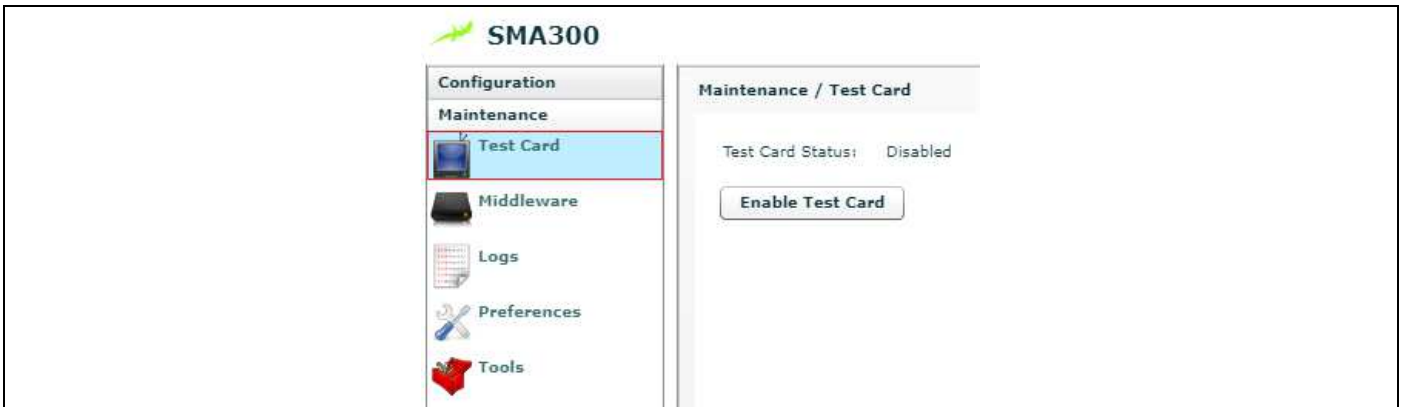 SMA300
Configuration
Maintenance
Test Card
Middleware
Logs
Preferences
Tools
Maintenance / Test Card
Test Card Status: Disabled
Enable Test Card